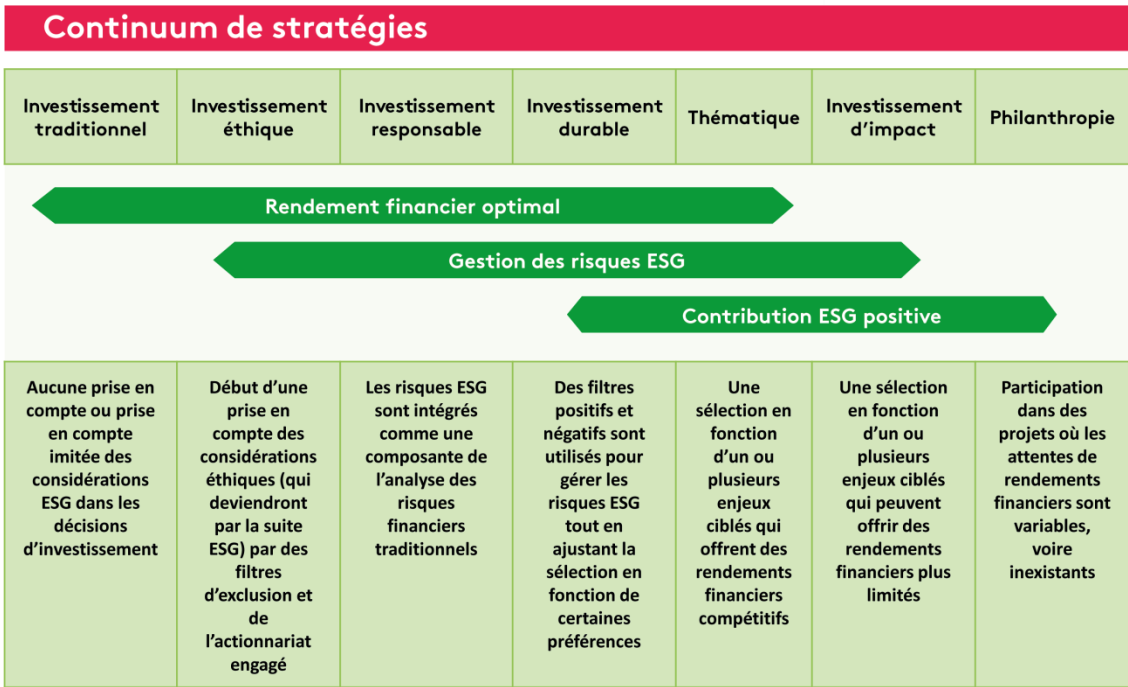 Continuum de stratégies
Investissement
traditionnel
Investissement
éthique
Investissement
responsable
Investissement
durable
Thématique
Investissement
d'impact
Philanthropie
Rendement financier optimal
Gestion des risques ESG
Contribution ESG positive
Aucune prise en
compte ou prise
en compte
imitée des
considérations
ESG dans les
décisions
d'investissement
Début d'une
prise en
compte des
considérations
éthiques (qui
deviendront
par la suite
ESG) par des
filtres
d'exclusion et
de
l'actionnariat
engagé
Les risques ESG
sont intégrés
comme une
composante de
l'analyse des
risques
financiers
traditionnels
Des filtres
positifs et
négatifs sont
utilisés pour
gérer les
risques ESG
tout en
ajustant la
sélection en
fonction de
certaines
préférences
Une
sélection en
fonction
d'un ou
plusieurs
enjeux
ciblés qui
offrent des
rendements
financiers
compétitifs
Une sélection
en fonction
d'un ou
plusieurs
enjeux ciblés
qui peuvent
offrir des
rendements
financiers plus
limités
Participation
dans des
projets où les
attentes de
rendements
financiers sont
variables,
voire
inexistants